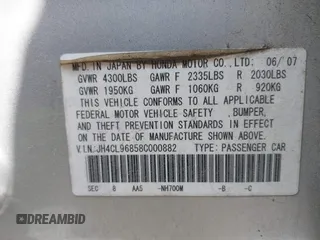 MFD. IN JAPAN BY HONDA MOTOR CO., LTD: 06/07
GVWR 4300LBS GAWR F 2335LBS R 2030LBS
GVWR 1950KG GAWR F 1060KG R 920KG
THIS VEHICLE CONFORMS TO ALL APPLICABLE
FEDERAL MOTOR VEHICLE SAFETY ,BUMPER,
AND THEFT PREVENTION STANDARDS IN EFFECT
ON THE DATE OF MANUFACTURE SHOWN ABOVE.
V.I.N.:JH4CL96858C000882 TYPE: PASSENGER CAR
SEC 8 AA5 -NH700M -B -C
DREAMBID